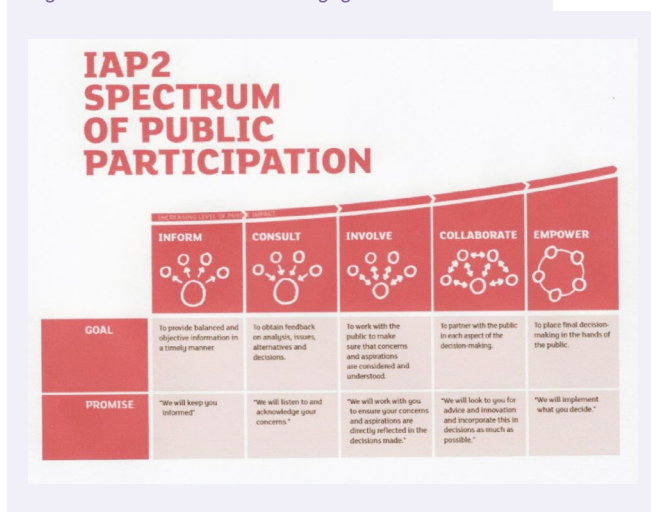 IAP2
SPECTRUM
OF PUBLIC
PARTICIPATION
INCREASING LEVEL OF PUBLIC IMPACT
INFORM
CONSULT
INVOLVE
COLLABORATE
EMPOWER
GOAL
To provide balanced and
objective information in
a timely manner.
To obtain feedback
on analysis, issues,
alternatives and
decisions.
To work with the
public to make
sure that concerns
and aspirations
are considered and
understood.
To partner with the public
in each aspect of the
decision-making.
To place final decision-
making in the hands of
the public.
PROMISE
"We will keep you
informed"
"We will listen to and
acknowledge your
concerns."
"We will work with you
to ensure your concerns
and aspirations are
directly reflected in the
decisions made."
"We will look to you for
advice and innovation
and incorporate this in
decisions as much as
possible."
"We will implement
what you decide."